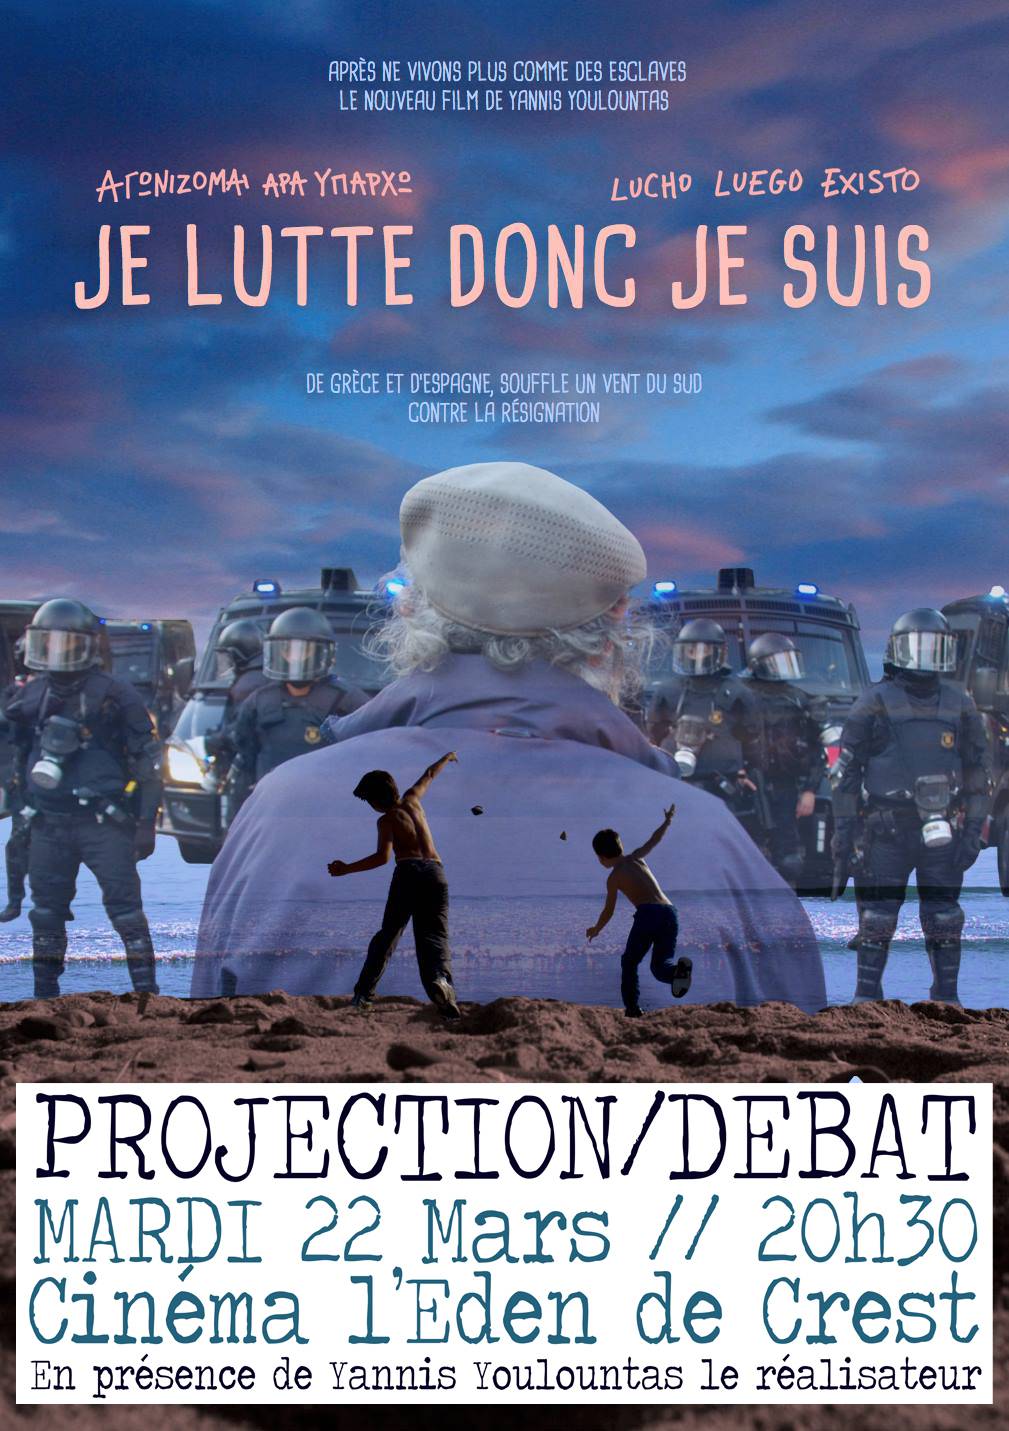 APRÈS NE VIVONS PLUS COMME DES ESCLAVES
LE NOUVEAU FILM DE YANNIS YOULOUNTAS
ΑΓΩΝΙΖΟΜΑΙ ΑΡΑ ΥΠΑΡΧΩ
LUCHO LUEGO EXISTO
JE LUTTE DONC JE SUIS
DE GRÈCE ET D'ESPAGNE, SOUFFLE UN VENT DU SUD
CONTRE LA RÉSIGNATION
PROJECTION/DEBAT
MARDI 22 Mars // 20h30
Cinéma l'Eden de Crest
En présence de Yannis Youlountas le réalisateur